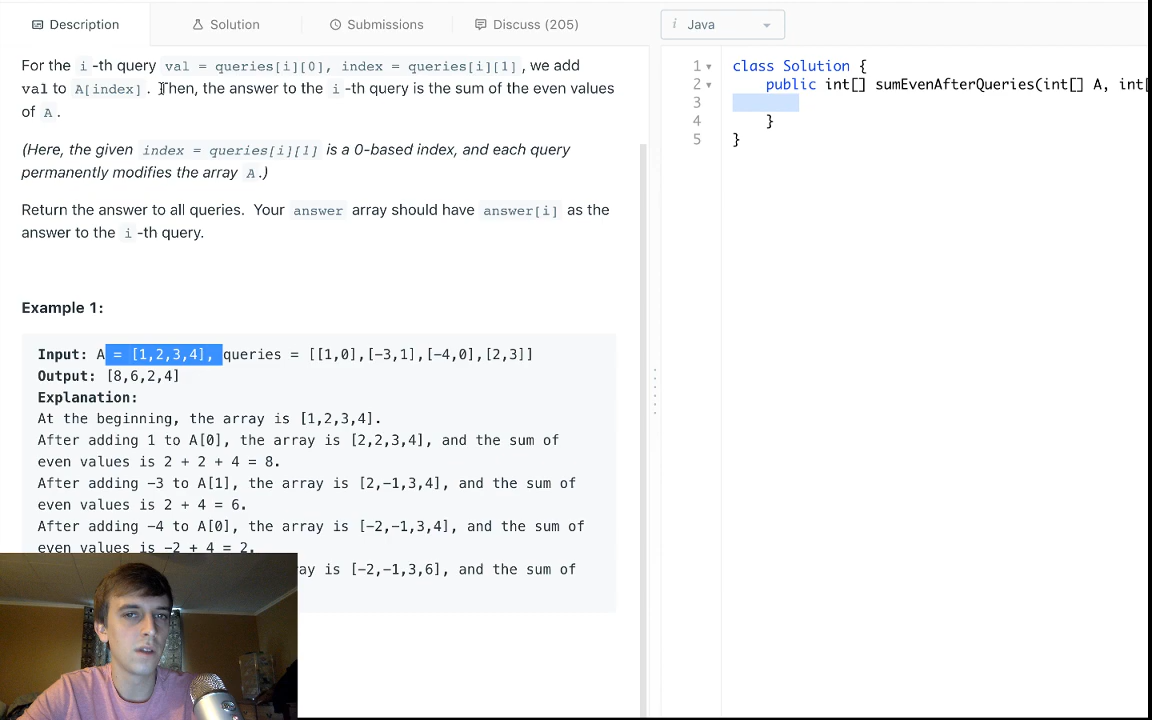 Description
Solution
Submissions
Discuss (205)
i Java
For the i -th query val = queries[i][0], index = queries[i][1] , we add
val to A[index] . Then, the answer to the i -th query is the sum of the even values
of A .
(Here, the given index = queries[i][1] is a 0-based index, and each query
permanently modifies the array A .)
Return the answer to all queries. Your answer array should have answer[i] as the
answer to the i -th query.
Example 1:
Input: A = [1,2,3,4], queries = [[1,0],[-3,1],[-4,0],[2,3]]
Output: [8,6,2,4]
Explanation:
At the beginning, the array is [1,2,3,4].
After adding 1 to A[0], the array is [2,2,3,4], and the sum of
even values is 2 + 2 + 4 = 8.
After adding -3 to A[1], the array is [2,-1,3,4], and the sum of
even values is 2 + 4 = 6.
After adding -4 to A[0], the array is [-2,-1,3,4], and the sum of
even values is -2 + 4 = 2.
ray is [-2,-1,3,6], and the sum of
1 class Solution {
2 public int[] sumEvenAfterQueries(int[] A, int[
3
4 }
5 }